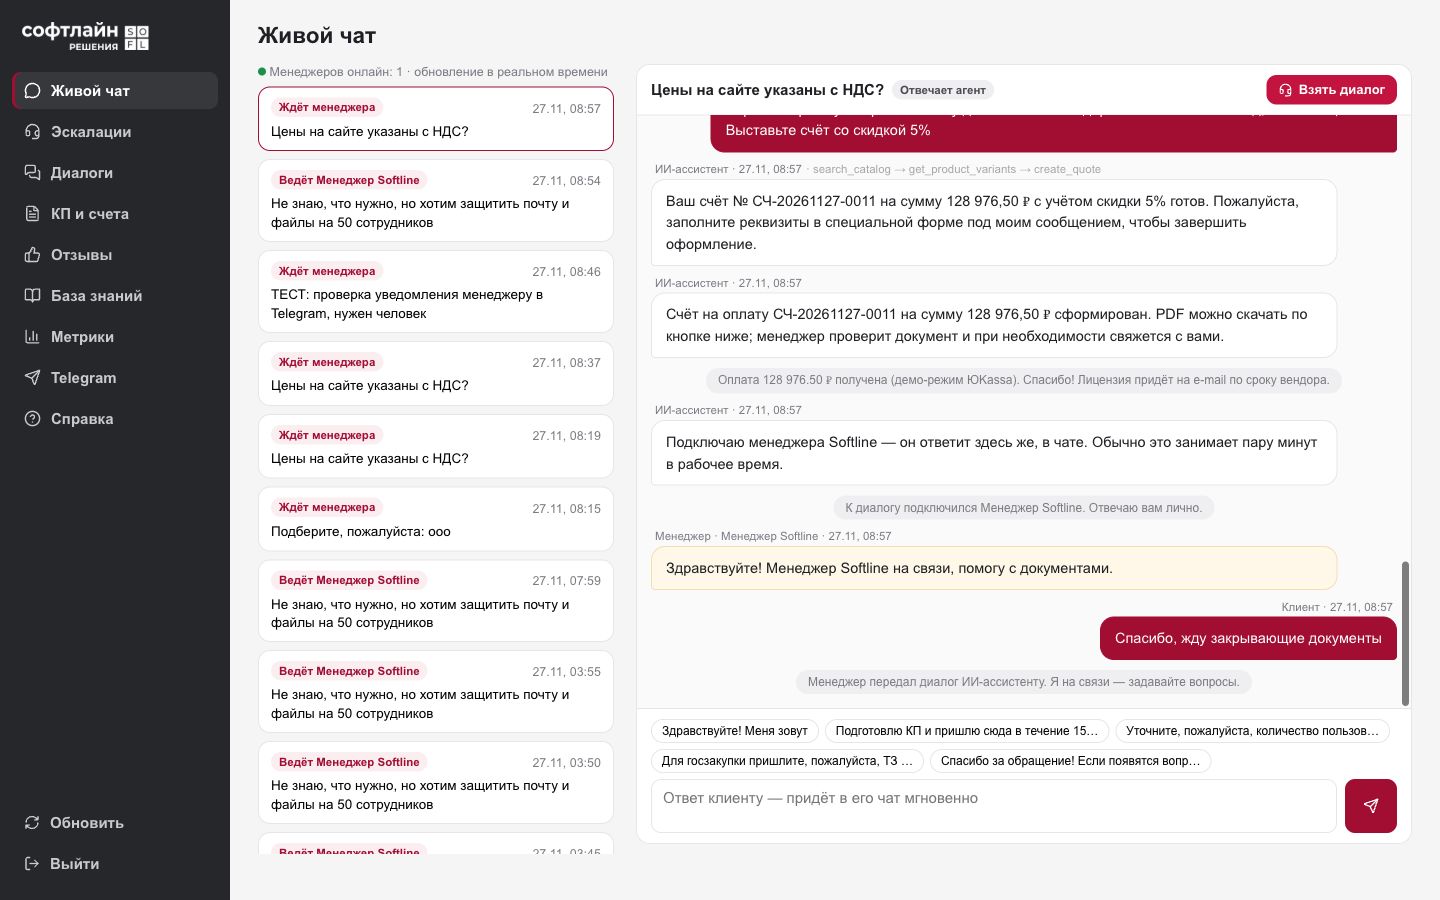 софтлайн
РЕШЕНИЯ
SO
FL
Живой чат
Эскалации
Диалоги
КП и счета
Отзывы
База знаний
Метрики
Telegram
Справка
Обновить
Выйти
Живой чат
Менеджеров онлайн: 1 · обновление в реальном времени
Ждёт менеджера 27.11, 08:57
Цены на сайте указаны с НДС?
Ведёт Менеджер Softline 27.11, 08:54
Не знаю, что нужно, но хотим защитить почту и
файлы на 50 сотрудников
Ждёт менеджера 27.11, 08:46
ТЕСТ: проверка уведомления менеджеру в
Telegram, нужен человек
Ждёт менеджера 27.11, 08:37
Цены на сайте указаны с НДС?
Ждёт менеджера 27.11, 08:19
Цены на сайте указаны с НДС?
Ждёт менеджера 27.11, 08:15
Подберите, пожалуйста: ооо
Ведёт Менеджер Softline 27.11, 07:59
Не знаю, что нужно, но хотим защитить почту и
файлы на 50 сотрудников
Ведёт Менеджер Softline 27.11, 03:55
Не знаю, что нужно, но хотим защитить почту и
файлы на 50 сотрудников
Ведёт Менеджер Softline 27.11, 03:50
Не знаю, что нужно, но хотим защитить почту и
файлы на 50 сотрудников
Ведёт Менеджер Softline 27.11, 03:45
Цены на сайте указаны с НДС? Отвечает агент Взять диалог
Выставьте счёт со скидкой 5%
ИИ-ассистент · 27.11, 08:57 · search_catalog → get_product_variants → create_quote
Ваш счёт № СЧ-20261127-0011 на сумму 128 976,50 ₽ с учётом скидки 5% готов. Пожалуйста,
заполните реквизиты в специальной форме под моим сообщением, чтобы завершить
оформление.
ИИ-ассистент · 27.11, 08:57
Счёт на оплату СЧ-20261127-0011 на сумму 128 976,50 ₽ сформирован. PDF можно скачать по
кнопке ниже; менеджер проверит документ и при необходимости свяжется с вами.
Оплата 128 976.50 ₽ получена (демо-режим ЮKassa). Спасибо! Лицензия придёт на e-mail по сроку вендора.
ИИ-ассистент · 27.11, 08:57
Подключаю менеджера Softline — он ответит здесь же, в чате. Обычно это занимает пару минут
в рабочее время.
К диалогу подключился Менеджер Softline. Отвечаю вам лично.
Менеджер · Менеджер Softline · 27.11, 08:57
Здравствуйте! Менеджер Softline на связи, помогу с документами.
Клиент · 27.11, 08:57
Спасибо, жду закрывающие документы
Менеджер передал диалог ИИ-ассистенту. Я на связи — задавайте вопросы.
Здравствуйте! Меня зовут
Подготовлю КП и пришлю сюда в течение 15…
Уточните, пожалуйста, количество пользов…
Для госзакупки пришлите, пожалуйста, ТЗ …
Спасибо за обращение! Если появятся вопр…
Ответ клиенту — придёт в его чат мгновенно